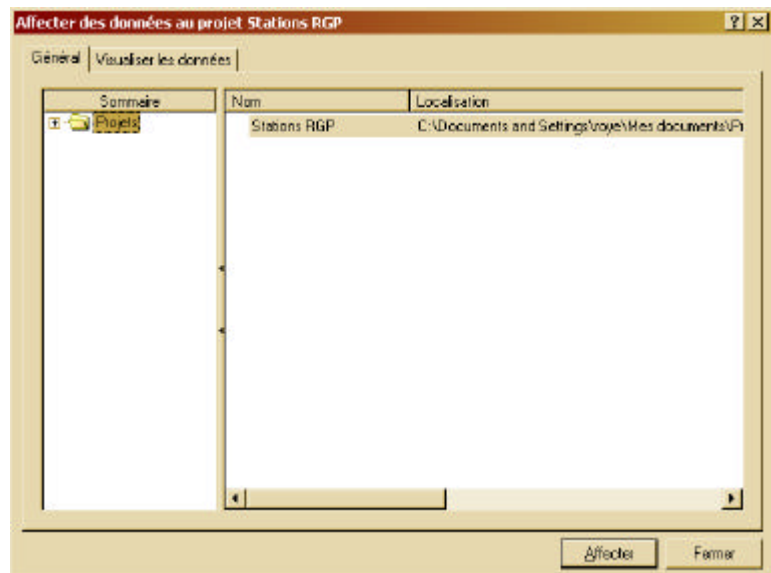 Affecter des données au projet Stations RGP
Général Visualiser les données
Sommaire Nom Localisation
Projets Stations RGP C:\Documents and Settings\roye\Mes documents\Pr
Affecter Fermer